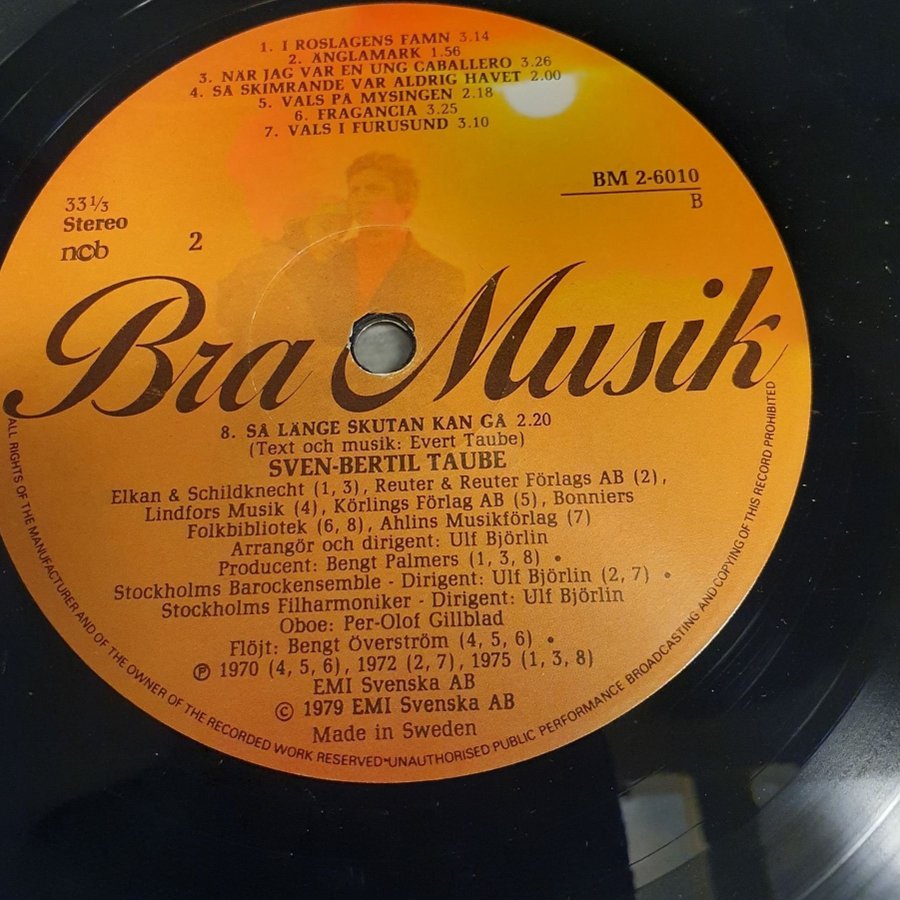 1. I ROSLAGENS FAMN 3.14
2. ÄNGLAMARK 1.56
3. NÄR JAG VAR EN UNG CABALLERO 3.26
4. SÅ SKIMRANDE VAR ALDRIG HAVET 2.00
5. VALS PÅ MYSINGEN 2.18
6. FRAGANCIA 3.25
7. VALS I FURUSUND 3.10
BM 2-6010
B
33⅓
Stereo
ncb
2
Bra Musik
8. SÅ LÄNGE SKUTAN KAN GÅ 2.20
(Text och musik: Evert Taube)
SVEN-BERTIL TAUBE
Elkan & Schildknecht (1, 3), Reuter & Reuter Förlags AB (2),
Lindfors Musik (4), Körlings Förlag AB (5), Bonniers
Folkbibliotek (6, 8), Ahlins Musikförlag (7)
Arrangör och dirigent: Ulf Björlin
Producent: Bengt Palmers (1, 3, 8) •
Stockholms Barockensemble - Dirigent: Ulf Björlin (2, 7) •
Stockholms Filharmoniker - Dirigent: Ulf Björlin
Oboe: Per-Olof Gillblad
Flöjt: Bengt Överström (4, 5, 6) •
Ⓟ 1970 (4, 5, 6), 1972 (2, 7), 1975 (1, 3, 8)
EMI Svenska AB
© 1979 EMI Svenska AB
Made in Sweden
ALL RIGHTS OF THE MANUFACTURER AND OF THE OWNER OF THE RECORDED WORK RESERVED•UNAUTHORISED PUBLIC PERFORMANCE BROADCASTING AND COPYING OF THIS RECORD PROHIBITED